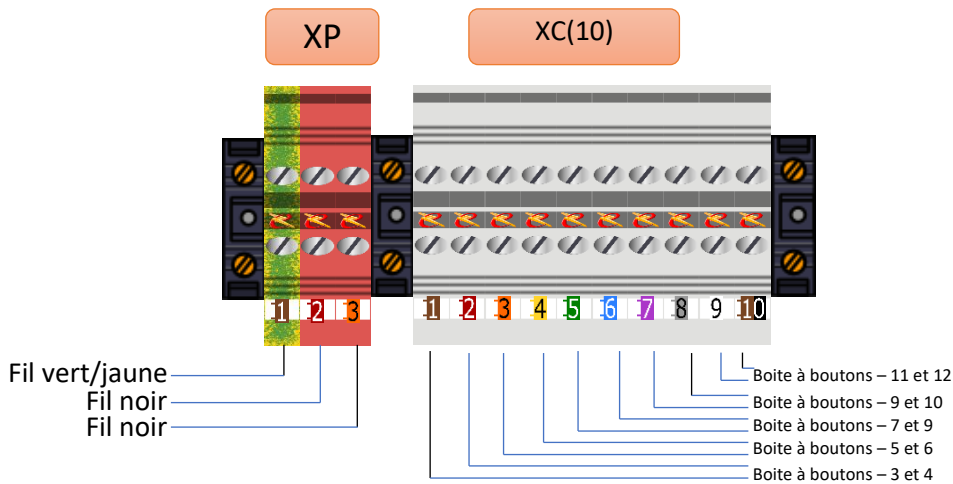 XP XC(10)
1 2 3 1 2 3 4 5 6 7 8 9 10
Fil vert/jaune
Fil noir
Fil noir
Boite à boutons – 11 et 12
Boite à boutons – 9 et 10
Boite à boutons – 7 et 9
Boite à boutons – 5 et 6
Boite à boutons – 3 et 4